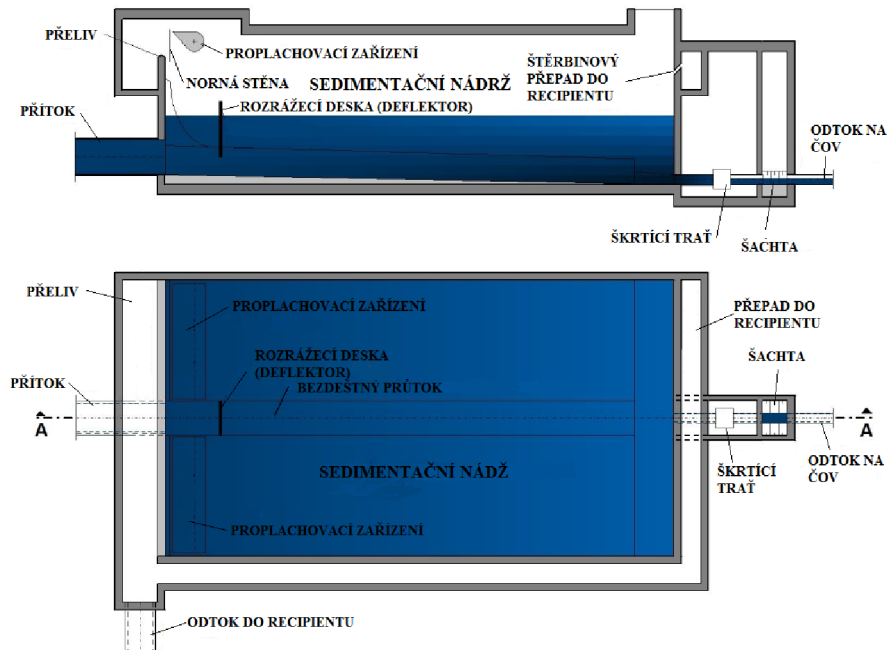 PŘELIV
PROPLACHOVACÍ ZAŘÍZENÍ
NORNÁ STĚNA
SEDIMENTAČNÍ NÁDRŽ
ROZRÁŽECÍ DESKA (DEFLEKTOR)
ŠTĚRBINOVÝ
PŘEPAD DO
RECIPIENTU
PŘÍTOK
ODTOK NA
ČOV
ŠKRTÍCÍ TRAŤ
ŠACHTA
PŘELIV
PROPLACHOVACÍ ZAŘÍZENÍ
PŘEPAD DO
RECIPIENTU
ROZRÁŽECÍ DESKA
(DEFLEKTOR)
ŠACHTA
PŘÍTOK
BEZDEŠTNÝ PRŮTOK
A
A
SEDIMENTAČNÍ NÁDŽ
ŠKRTÍCÍ
TRAŤ
ODTOK NA
ČOV
PROPLACHOVACÍ ZAŘÍZENÍ
ODTOK DO RECIPIENTU